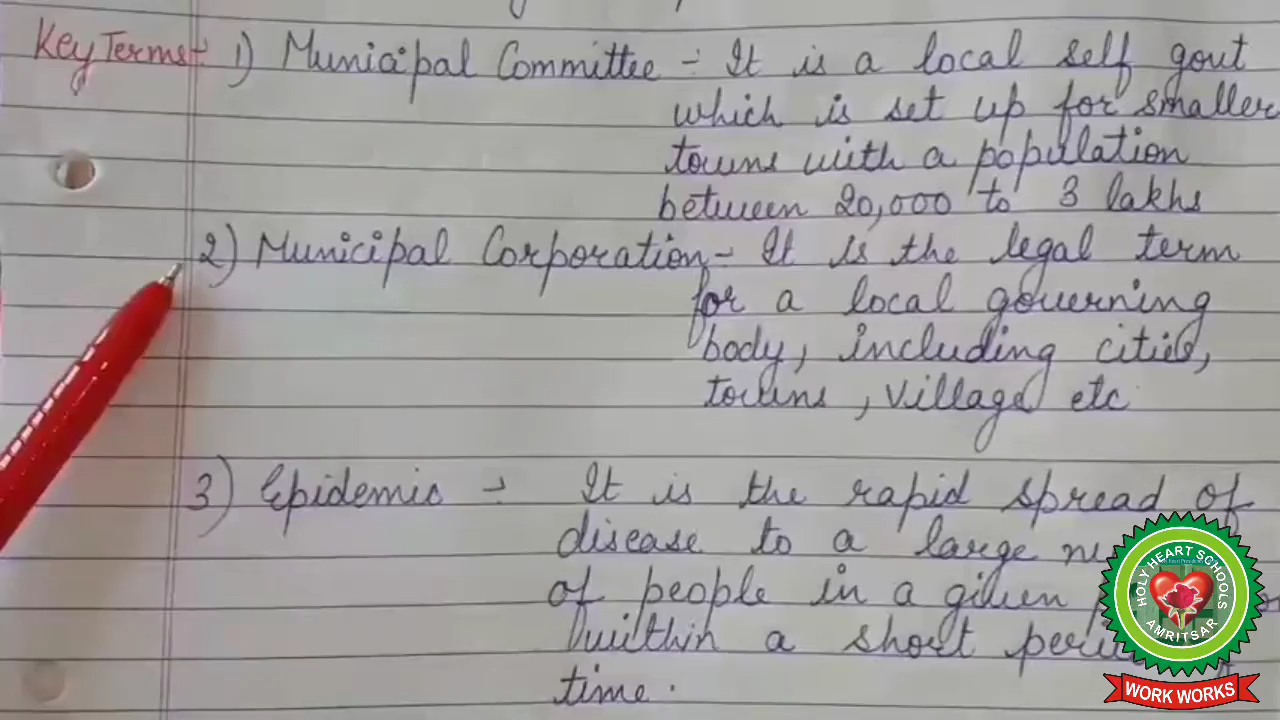 Key Terms :- 1) Municipal Committee :- It is a local self govt
which is set up for smaller
towns with a population
between 20,000 to 3 lakhs
2) Municipal Corporation - It is the legal term
for a local governing
body, including cities,
towns, village etc
3) Epidemic :- It is the rapid spread of
disease to a large
of people in a given
within a short
time.
HOLY HEART SCHOOLS
AMRITSAR
WORK WORKS